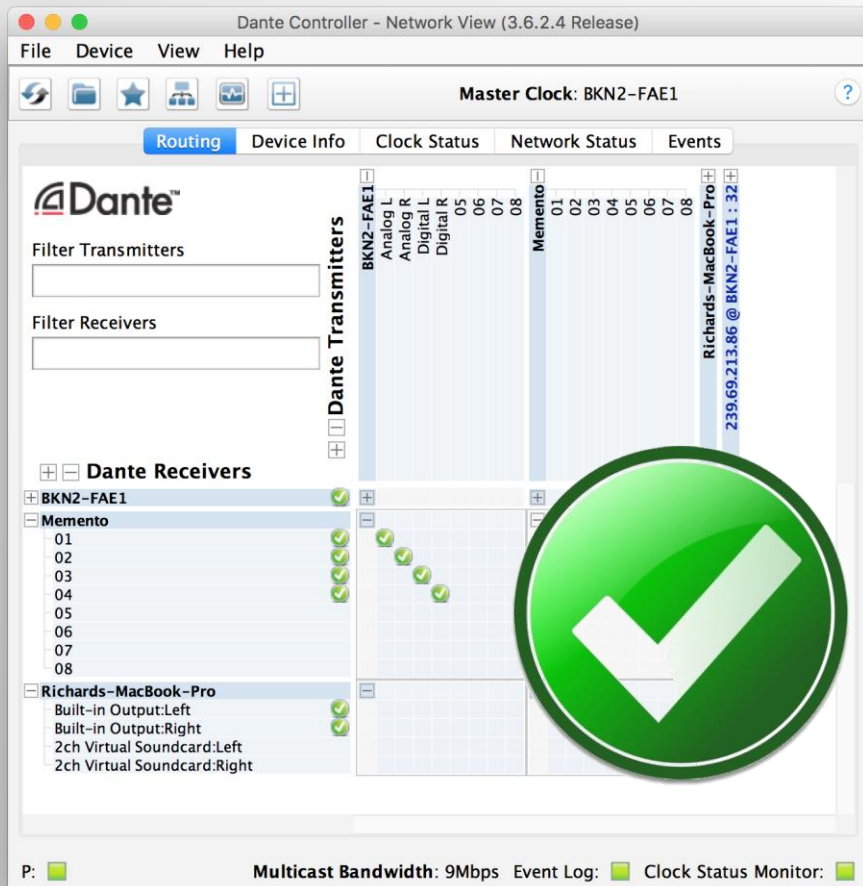 Dante Controller - Network View (3.6.2.4 Release)
File Device View Help
Master Clock: BKN2-FAE1 ?
Routing Device Info Clock Status Network Status Events
Dante™
Filter Transmitters
Filter Receivers
Dante Transmitters
BKN2-FAE1
Analog L
Analog R
Digital L
Digital R
05
06
07
08
Memento
01
02
03
04
05
06
07
08
Richards-MacBook-Pro
239.69.213.86 @ BKN2-FAE1 : 32
Dante Receivers
BKN2-FAE1
Memento
01
02
03
04
05
06
07
08
Richards-MacBook-Pro
Built-in Output:Left
Built-in Output:Right
2ch Virtual Soundcard:Left
2ch Virtual Soundcard:Right
P: Multicast Bandwidth: 9Mbps Event Log: Clock Status Monitor: